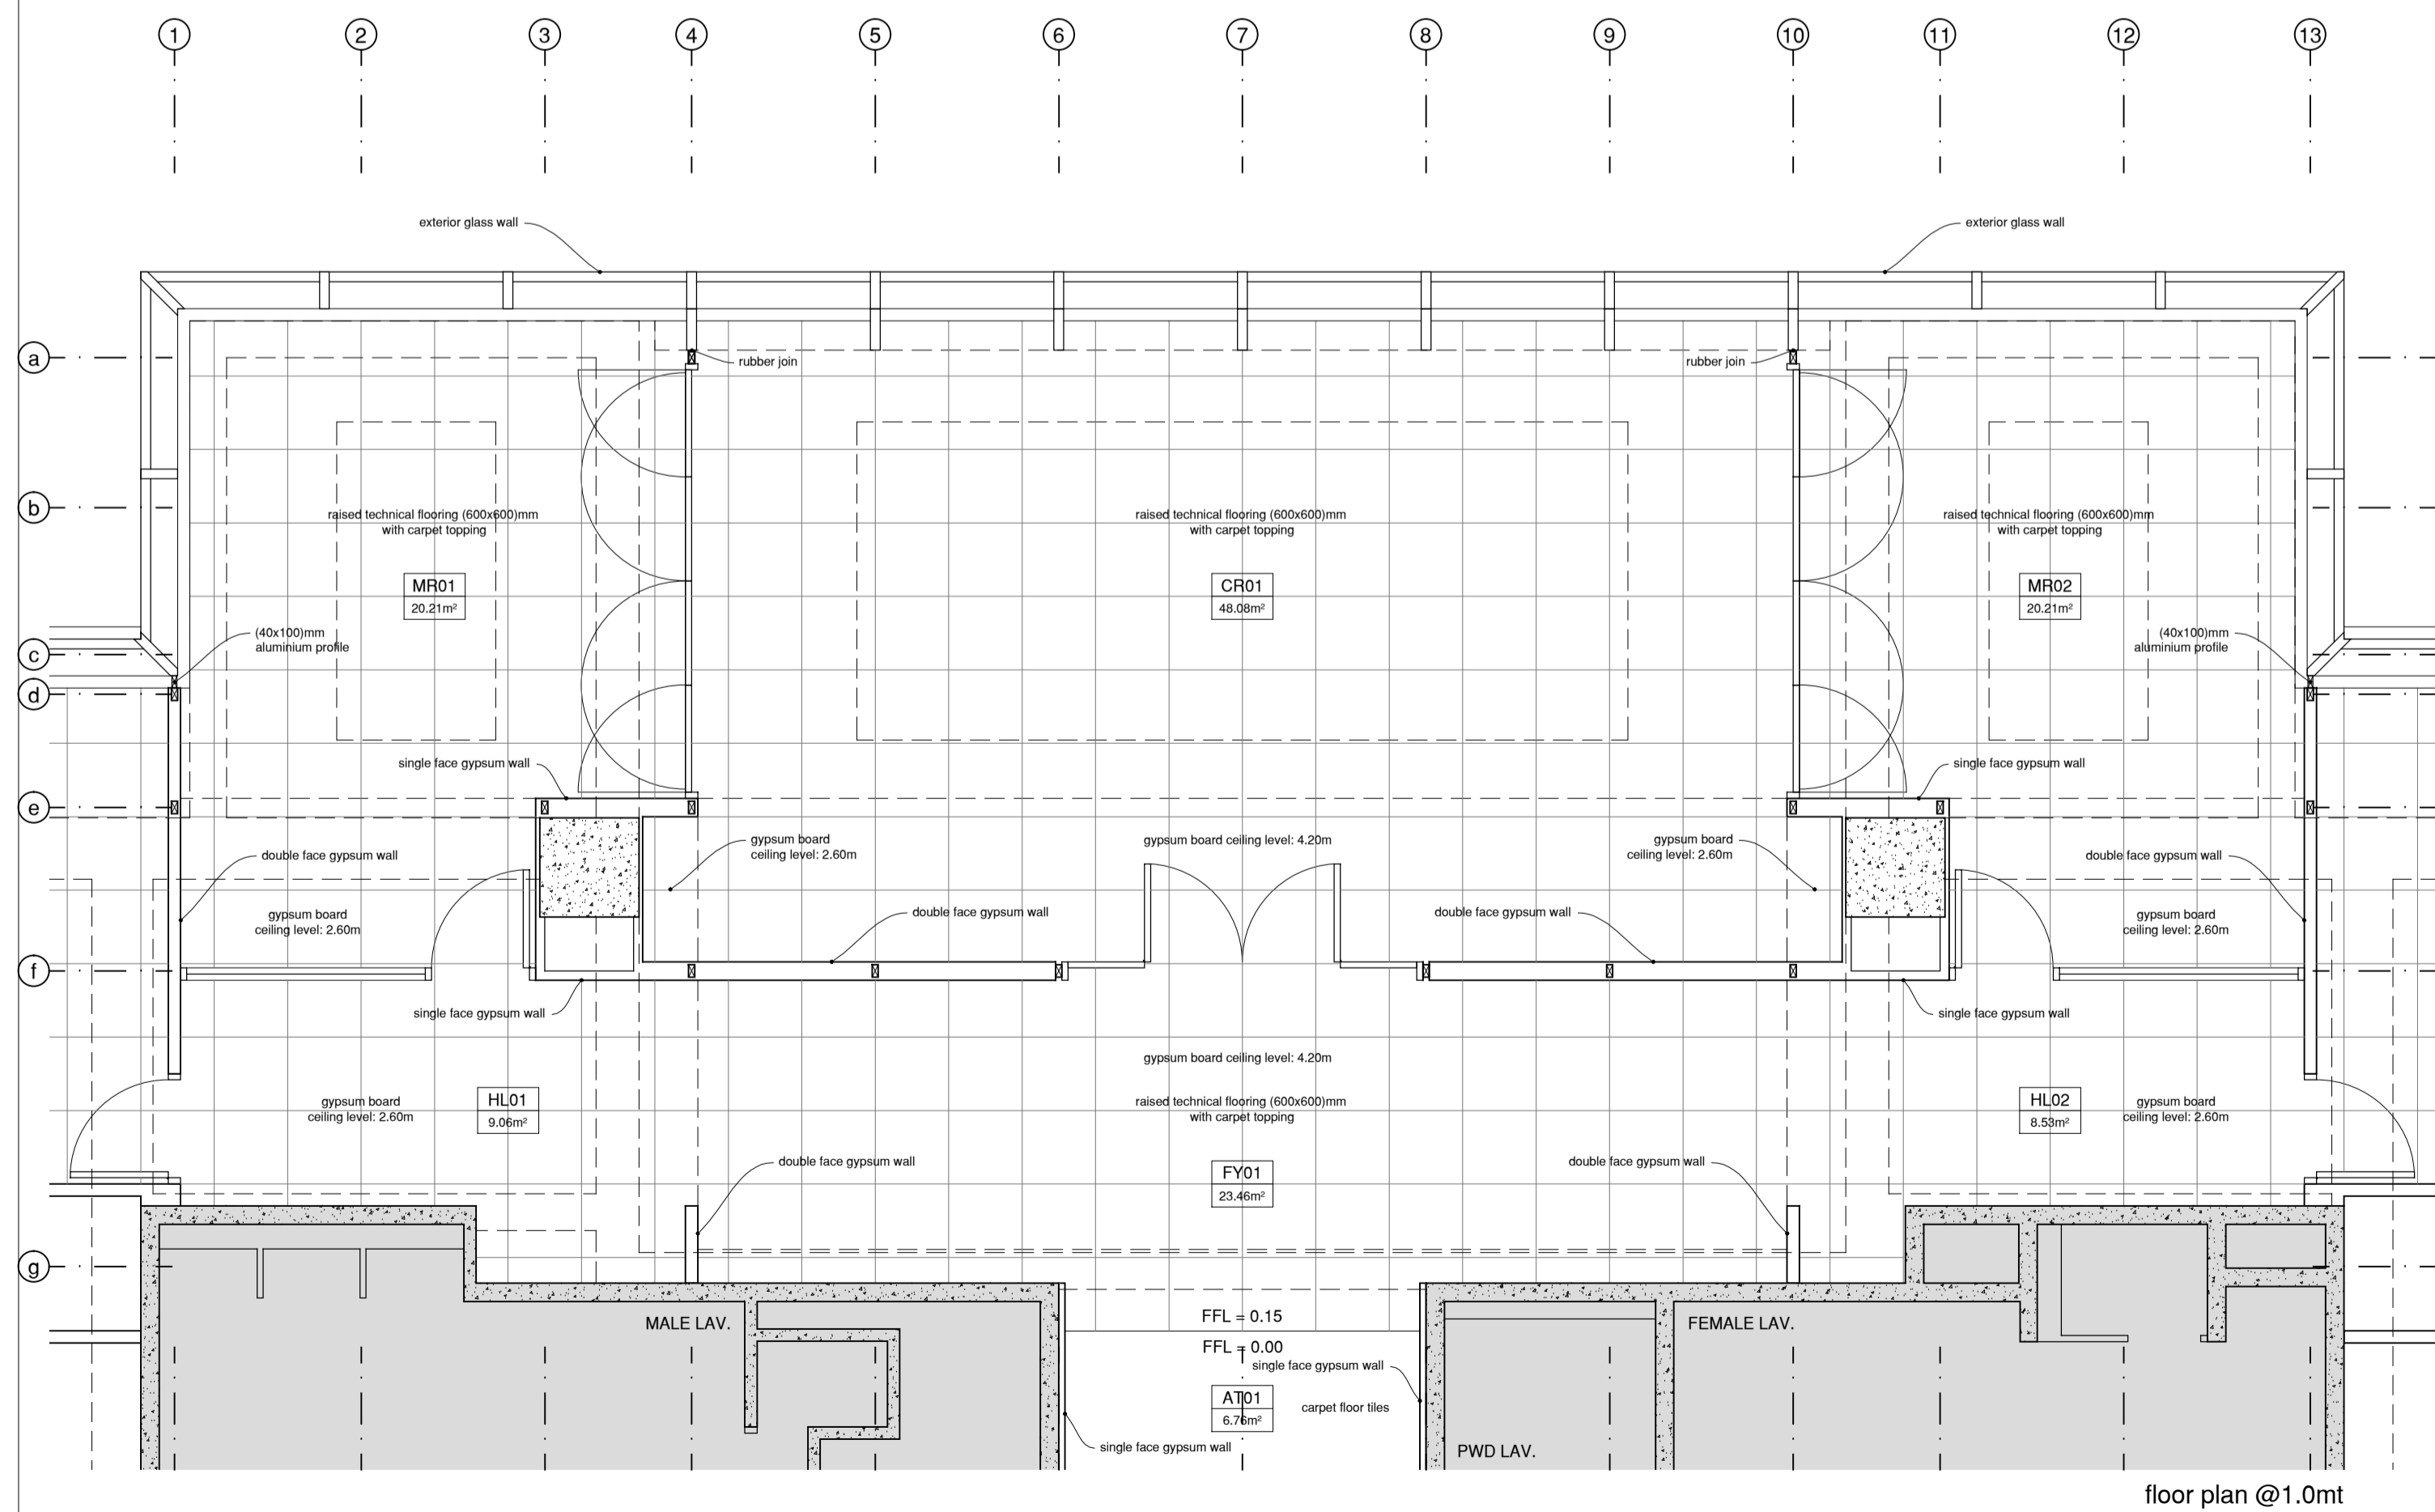 1 2 3 4 5 6 7 8 9 10 11 12 13
exterior glass wall
exterior glass wall
a
rubber join
rubber join
b
raised technical flooring (600x600)mm
with carpet topping
raised technical flooring (600x600)mm
with carpet topping
raised technical flooring (600x600)mm
with carpet topping
MR01
20.21m²
CR01
48.08m²
MR02
20.21m²
c
(40x100)mm
aluminium profile
(40x100)mm
aluminium profile
d
single face gypsum wall
single face gypsum wall
e
double face gypsum wall
gypsum board
ceiling level: 2.60m
gypsum board ceiling level: 4.20m
gypsum board
ceiling level: 2.60m
double face gypsum wall
gypsum board
ceiling level: 2.60m
double face gypsum wall
double face gypsum wall
gypsum board
ceiling level: 2.60m
f
single face gypsum wall
single face gypsum wall
gypsum board ceiling level: 4.20m
gypsum board
ceiling level: 2.60m
HL01
9.06m²
raised technical flooring (600x600)mm
with carpet topping
HL02
8.53m²
gypsum board
ceiling level: 2.60m
double face gypsum wall
FY01
23.46m²
double face gypsum wall
g
MALE LAV.
FFL = 0.15
FFL = 0.00
FEMALE LAV.
single face gypsum wall
AT01
6.76m²
carpet floor tiles
single face gypsum wall
PWD LAV.
floor plan @1.0mt